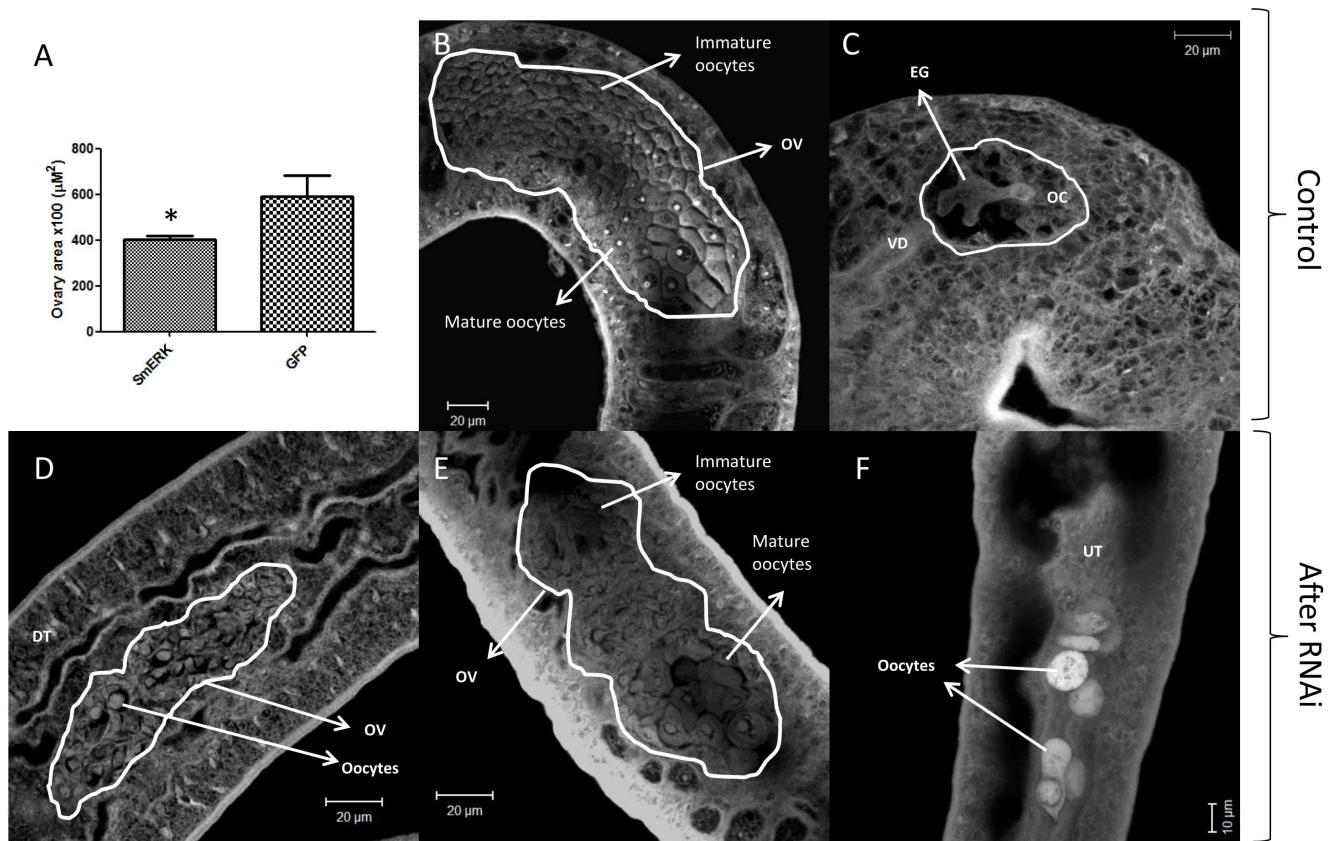 A
Ovary area x100 (µM²)
800
600
400
200
0
*
SmERK
GFP
B
Immature
oocytes
OV
Mature oocytes
20 µm
C
20 µm
EG
OC
VD
Control
D
DT
OV
Oocytes
20 µm
E
Immature
oocytes
Mature
oocytes
OV
20 µm
F
UT
Oocytes
10 µm
After RNAi